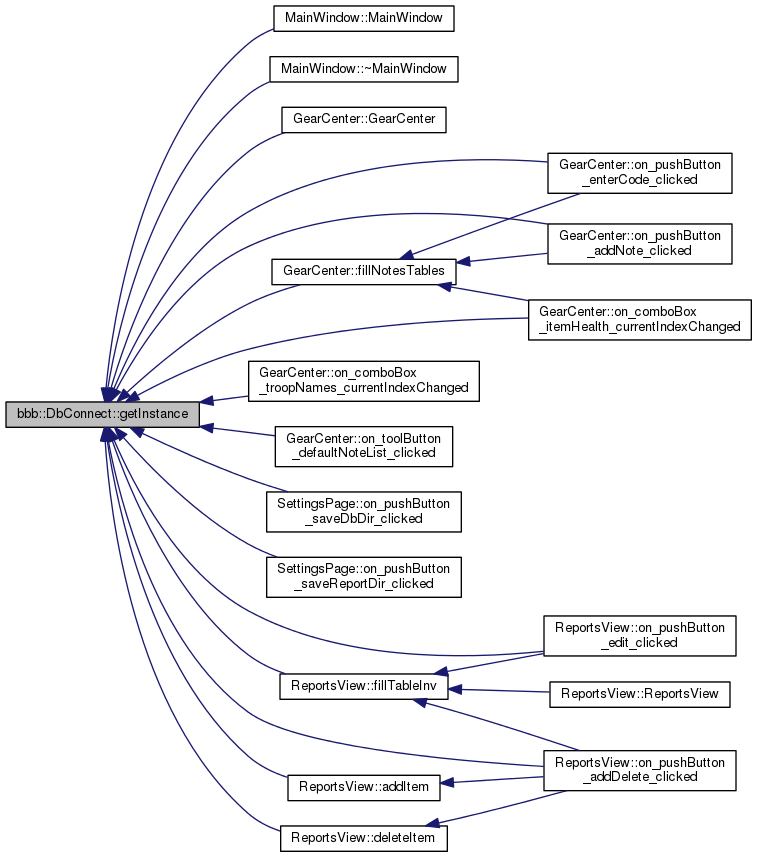 MainWindow::MainWindow
MainWindow::~MainWindow
GearCenter::GearCenter
GearCenter::on_pushButton
_enterCode_clicked
GearCenter::on_pushButton
_addNote_clicked
GearCenter::fillNotesTables
GearCenter::on_comboBox
_itemHealth_currentIndexChanged
GearCenter::on_comboBox
_troopNames_currentIndexChanged
bbb::DbConnect::getInstance
GearCenter::on_toolButton
_defaultNoteList_clicked
SettingsPage::on_pushButton
_saveDbDir_clicked
SettingsPage::on_pushButton
_saveReportDir_clicked
ReportsView::on_pushButton
_edit_clicked
ReportsView::fillTableInv
ReportsView::ReportsView
ReportsView::on_pushButton
_addDelete_clicked
ReportsView::addItem
ReportsView::deleteItem